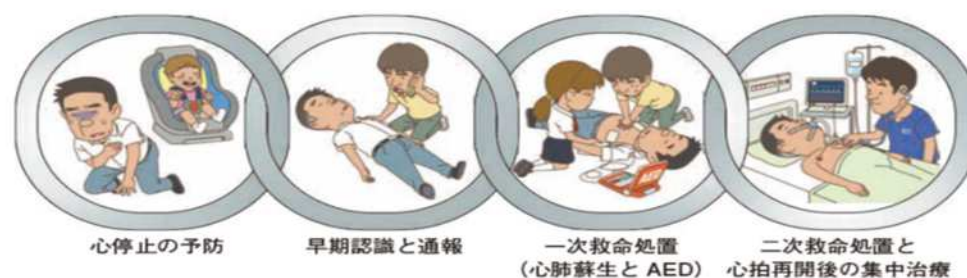 心停止の予防
早期認識と通報
一次救命処置
（心肺蘇生と AED）
二次救命処置と
心拍再開後の集中治療
AED